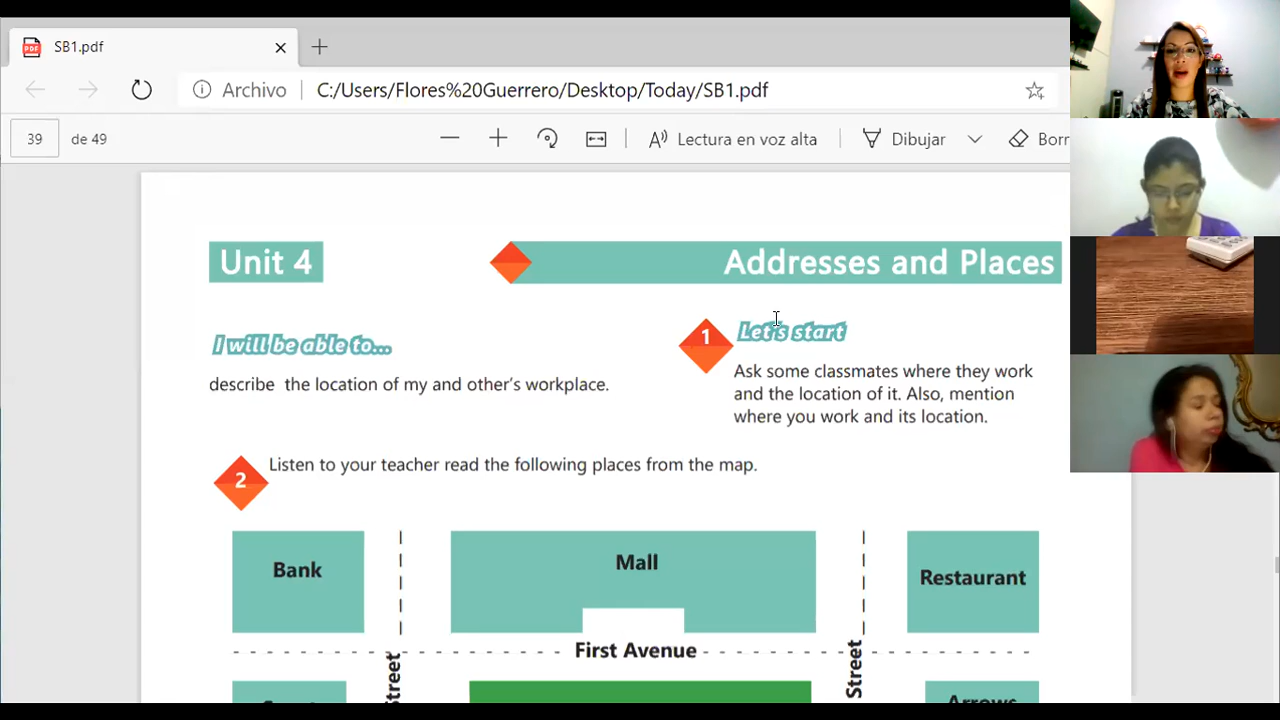 SB1.pdf
Archivo
C:/Users/Flores%20Guerrero/Desktop/Today/SB1.pdf
39
de 49
Lectura en voz alta
Dibujar
Borr
Unit 4
Addresses and Places
I will be able to...
describe the location of my and other's workplace.
1
Let's start
Ask some classmates where they work
and the location of it. Also, mention
where you work and its location.
2
Listen to your teacher read the following places from the map.
Bank
Mall
Restaurant
First Avenue
Street